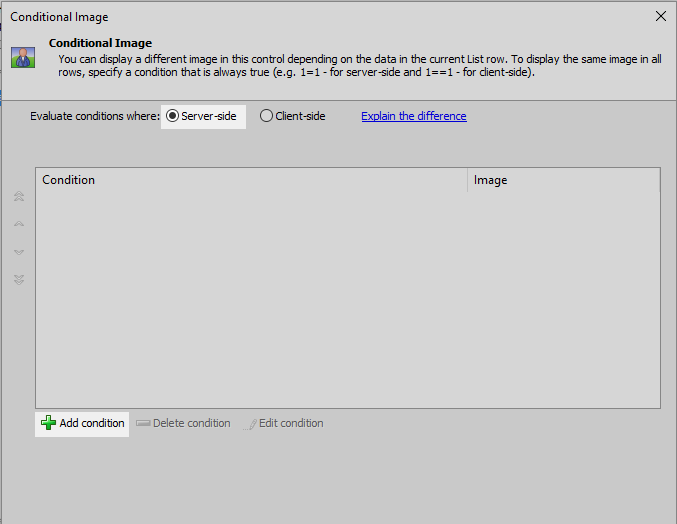 Conditional Image
Conditional Image
You can display a different image in this control depending on the data in the current List row. To display the same image in all
rows, specify a condition that is always true (e.g. 1=1 - for server-side and 1==1 - for client-side).
Evaluate conditions where: Server-side Client-side Explain the difference
Condition Image
Add condition Delete condition Edit condition